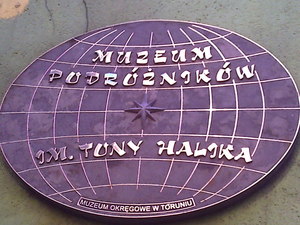 MUZEUM
PODRÓŻNIKÓW
IM. TONY HALIKA
MUZEUM OKRĘGOWE W TORUNIU